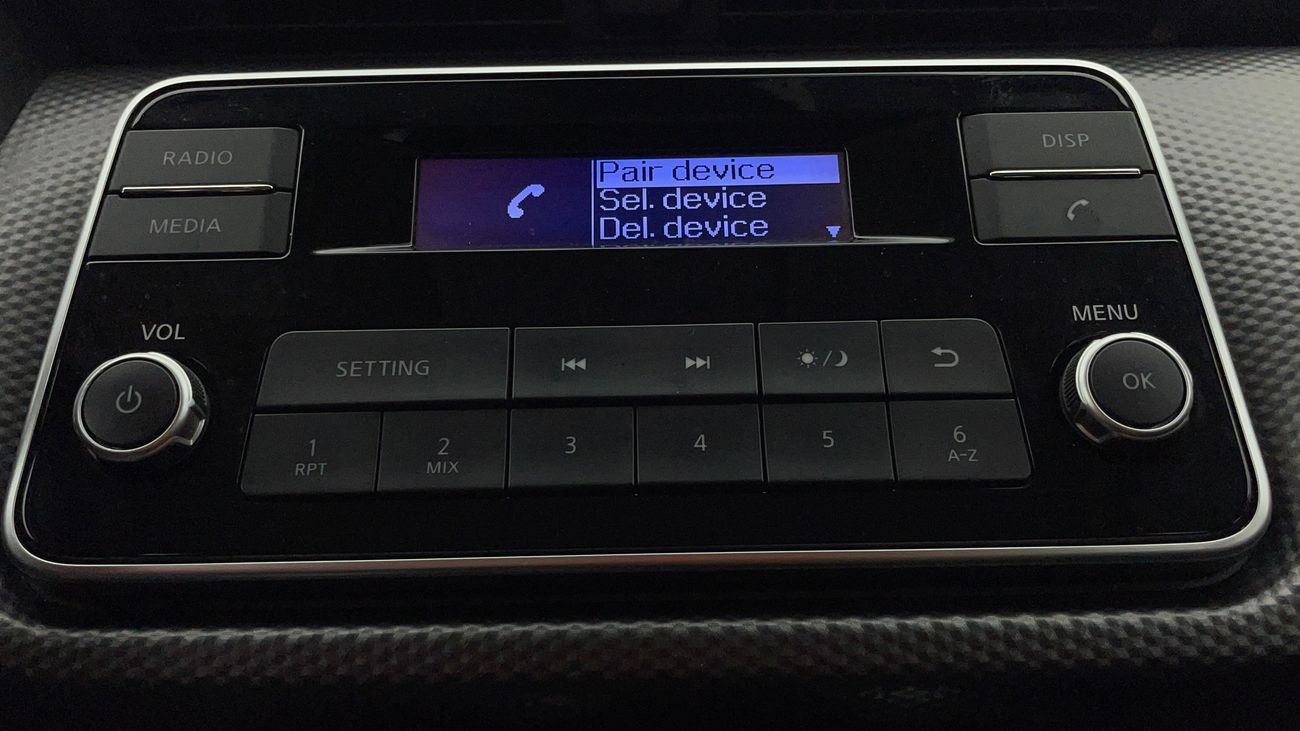 RADIO
MEDIA
Pair device
Sel. device
Del. device
DISP
VOL
MENU
SETTING
OK
1
RPT
2
MIX
3
4
5
6
A-Z